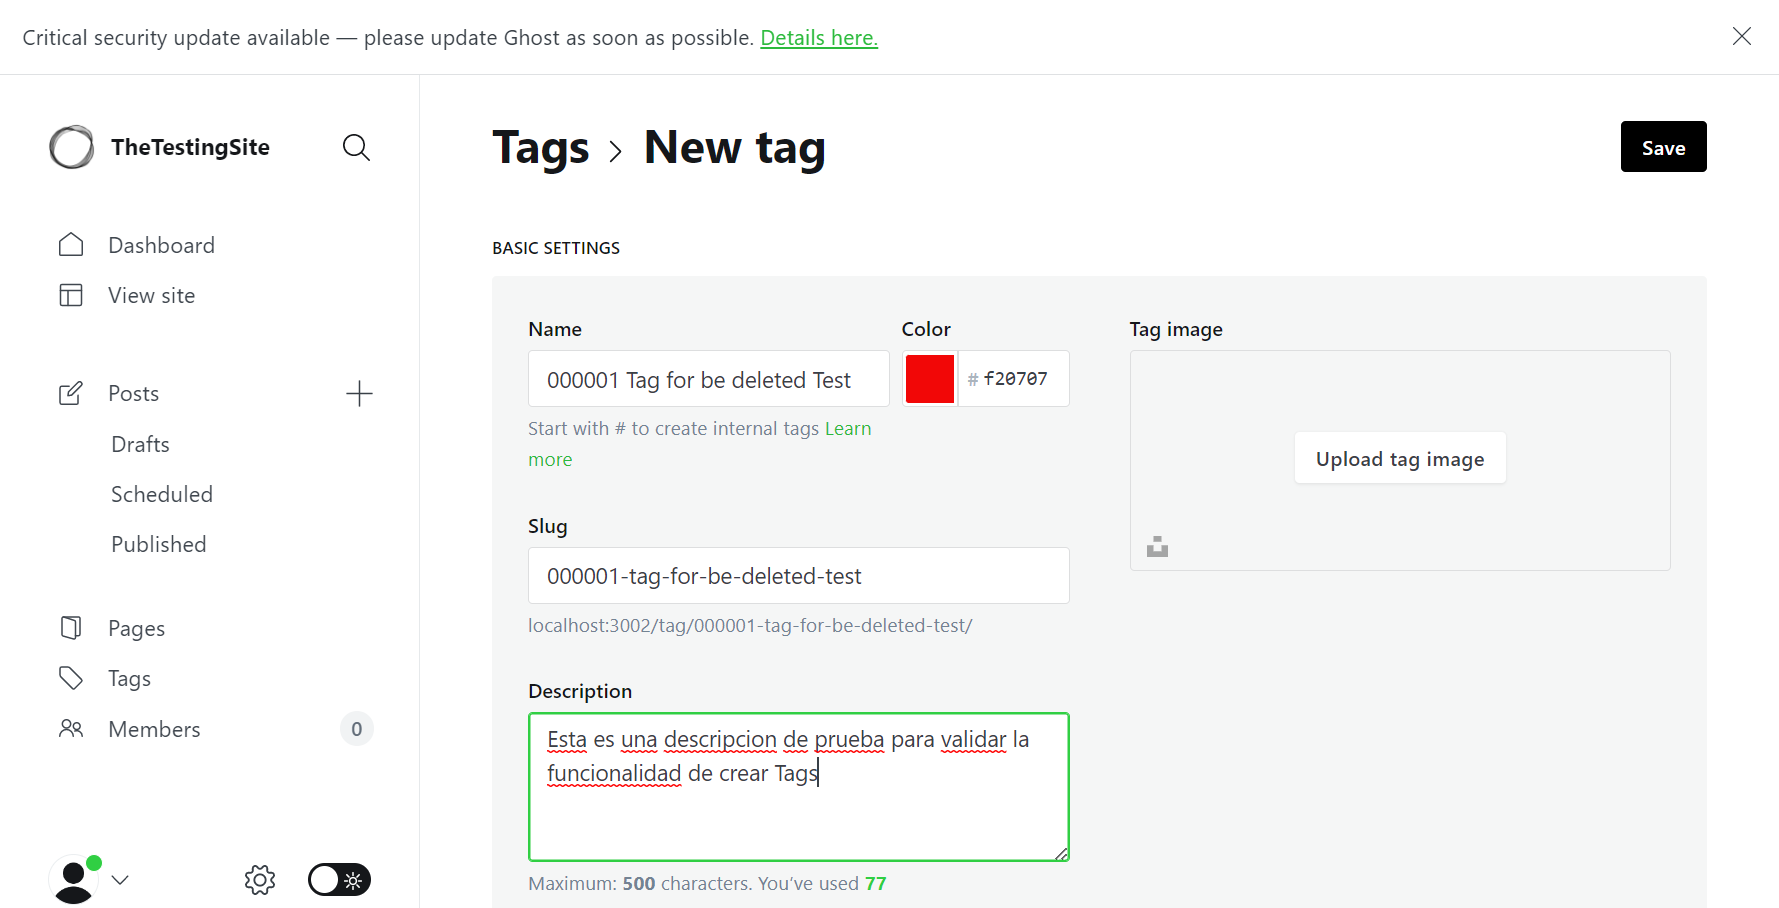 Critical security update available — please update Ghost as soon as possible. Details here.
TheTestingSite
Dashboard
View site
Posts
Drafts
Scheduled
Published
Pages
Tags
Members 0
Tags > New tag
Save
BASIC SETTINGS
Name
000001 Tag for be deleted Test
Start with # to create internal tags Learn
more
Color
# f20707
Slug
000001-tag-for-be-deleted-test
localhost:3002/tag/000001-tag-for-be-deleted-test/
Description
Esta es una descripcion de prueba para validar la
funcionalidad de crear Tags
Maximum: 500 characters. You’ve used 77
Tag image
Upload tag image